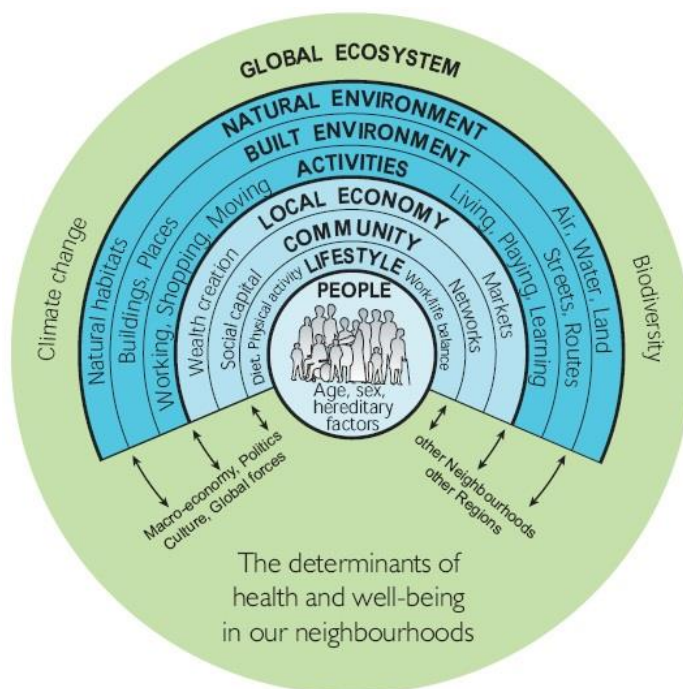 GLOBAL ECOSYSTEM
NATURAL ENVIRONMENT
BUILT ENVIRONMENT
ACTIVITIES
LOCAL ECONOMY
COMMUNITY
LIFESTYLE
PEOPLE
Age, sex,
hereditary
factors
Climate change
Natural habitats
Buildings, Places
Working, Shopping, Moving
Wealth creation
Social capital
Diet. Physical activity
Work/life balance
Networks
Markets
Living, Playing, Learning
Streets, Routes
Air, Water, Land
Biodiversity
Macro-economy, Politics
Culture, Global forces
other Neighbourhoods
other Regions
The determinants of
health and well-being
in our neighbourhoods